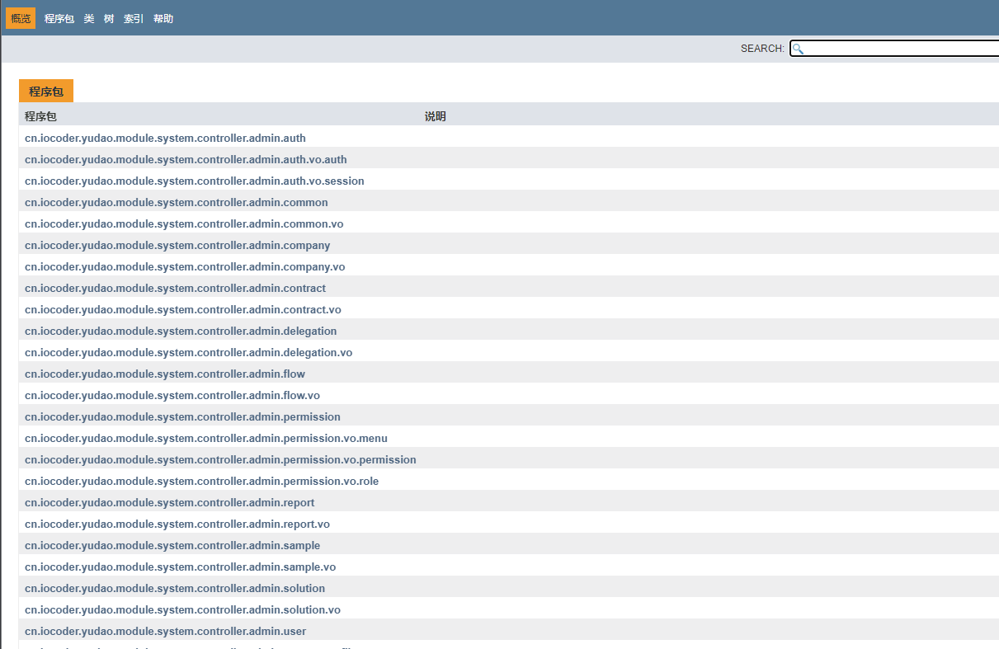 概览 程序包 类 树 索引 帮助
SEARCH:
程序包
程序包 说明
cn.iocoder.yudao.module.system.controller.admin.auth
cn.iocoder.yudao.module.system.controller.admin.auth.vo.auth
cn.iocoder.yudao.module.system.controller.admin.auth.vo.session
cn.iocoder.yudao.module.system.controller.admin.common
cn.iocoder.yudao.module.system.controller.admin.common.vo
cn.iocoder.yudao.module.system.controller.admin.company
cn.iocoder.yudao.module.system.controller.admin.company.vo
cn.iocoder.yudao.module.system.controller.admin.contract
cn.iocoder.yudao.module.system.controller.admin.contract.vo
cn.iocoder.yudao.module.system.controller.admin.delegation
cn.iocoder.yudao.module.system.controller.admin.delegation.vo
cn.iocoder.yudao.module.system.controller.admin.flow
cn.iocoder.yudao.module.system.controller.admin.flow.vo
cn.iocoder.yudao.module.system.controller.admin.permission
cn.iocoder.yudao.module.system.controller.admin.permission.vo.menu
cn.iocoder.yudao.module.system.controller.admin.permission.vo.permission
cn.iocoder.yudao.module.system.controller.admin.permission.vo.role
cn.iocoder.yudao.module.system.controller.admin.report
cn.iocoder.yudao.module.system.controller.admin.report.vo
cn.iocoder.yudao.module.system.controller.admin.sample
cn.iocoder.yudao.module.system.controller.admin.sample.vo
cn.iocoder.yudao.module.system.controller.admin.solution
cn.iocoder.yudao.module.system.controller.admin.solution.vo
cn.iocoder.yudao.module.system.controller.admin.user